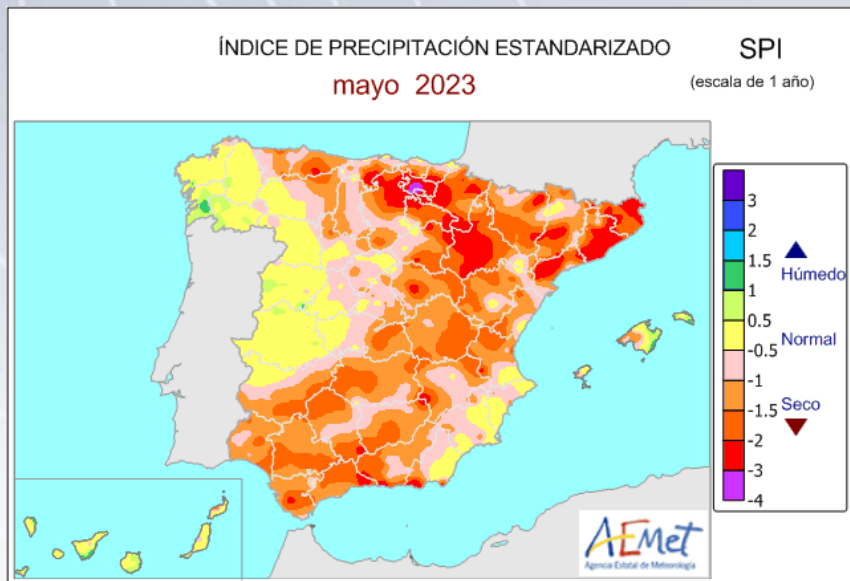 ÍNDICE DE PRECIPITACIÓN ESTANDARIZADO
SPI
mayo 2023
(escala de 1 año)
3
2
1.5
Húmedo
1
0.5
Normal
-0.5
-1
Seco
-1.5
-2
-3
-4
AEMet
Agencia Estatal de Meteorología